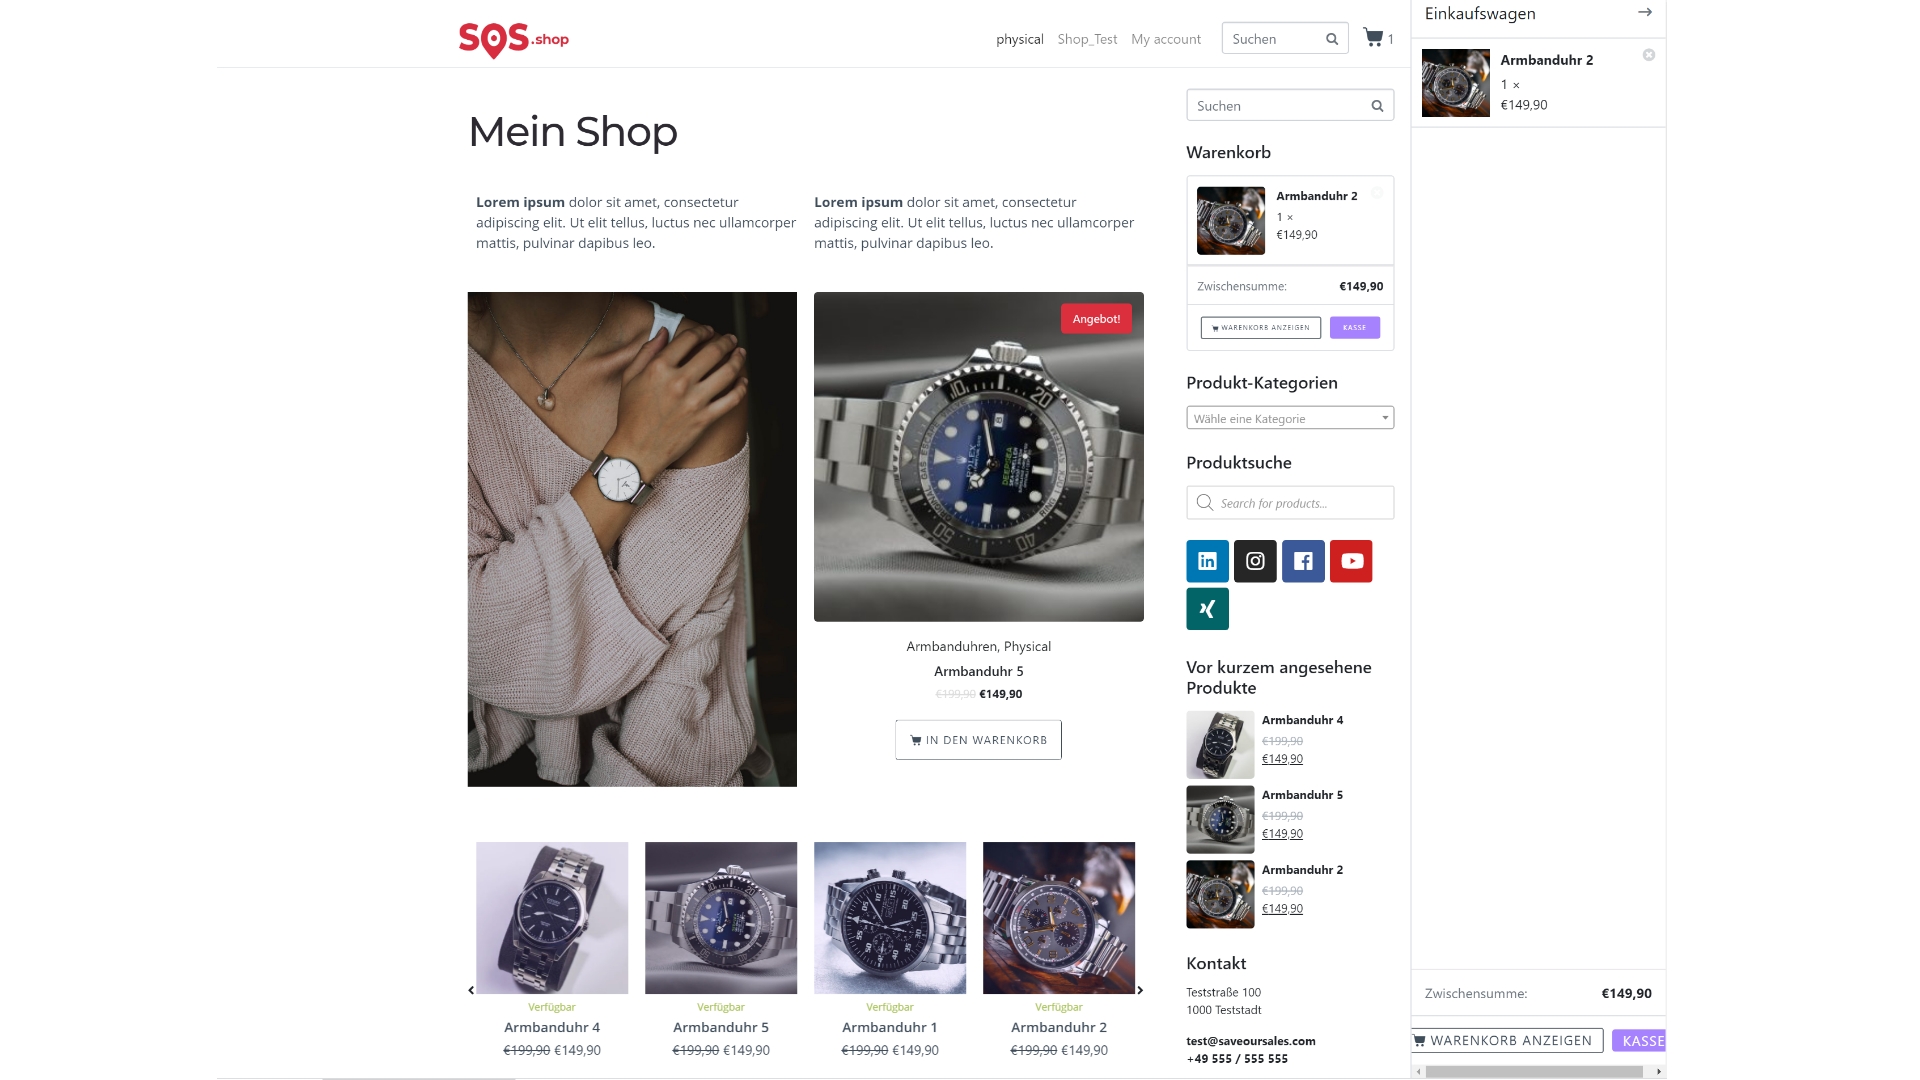 SOS.shop
physical
Shop_Test
My account
Suchen
1
Mein Shop
Lorem ipsum dolor sit amet, consectetur
adipiscing elit. Ut elit tellus, luctus nec ullamcorper
mattis, pulvinar dapibus leo.
Lorem ipsum dolor sit amet, consectetur
adipiscing elit. Ut elit tellus, luctus nec ullamcorper
mattis, pulvinar dapibus leo.
Angebot!
Armbanduhren, Physical
Armbanduhr 5
€199,90 €149,90
IN DEN WARENKORB
Verfügbar
Armbanduhr 4
€199,90 €149,90
Verfügbar
Armbanduhr 5
€199,90 €149,90
Verfügbar
Armbanduhr 1
€199,90 €149,90
Verfügbar
Armbanduhr 2
€199,90 €149,90
Suchen
Warenkorb
Armbanduhr 2
1 ×
€149,90
Zwischensumme: €149,90
WARENKORB ANZEIGEN
KASSE
Produkt-Kategorien
Wähle eine Kategorie
Produktsuche
Search for products...
Vor kurzem angesehene
Produkte
Armbanduhr 4
€199,90
€149,90
Armbanduhr 5
€199,90
€149,90
Armbanduhr 2
€199,90
€149,90
Kontakt
Teststraße 100
1000 Teststadt
test@saveoursales.com
+49 555 / 555 555
Einkaufswagen
Armbanduhr 2
1 ×
€149,90
Zwischensumme: €149,90
WARENKORB ANZEIGEN
KASSE